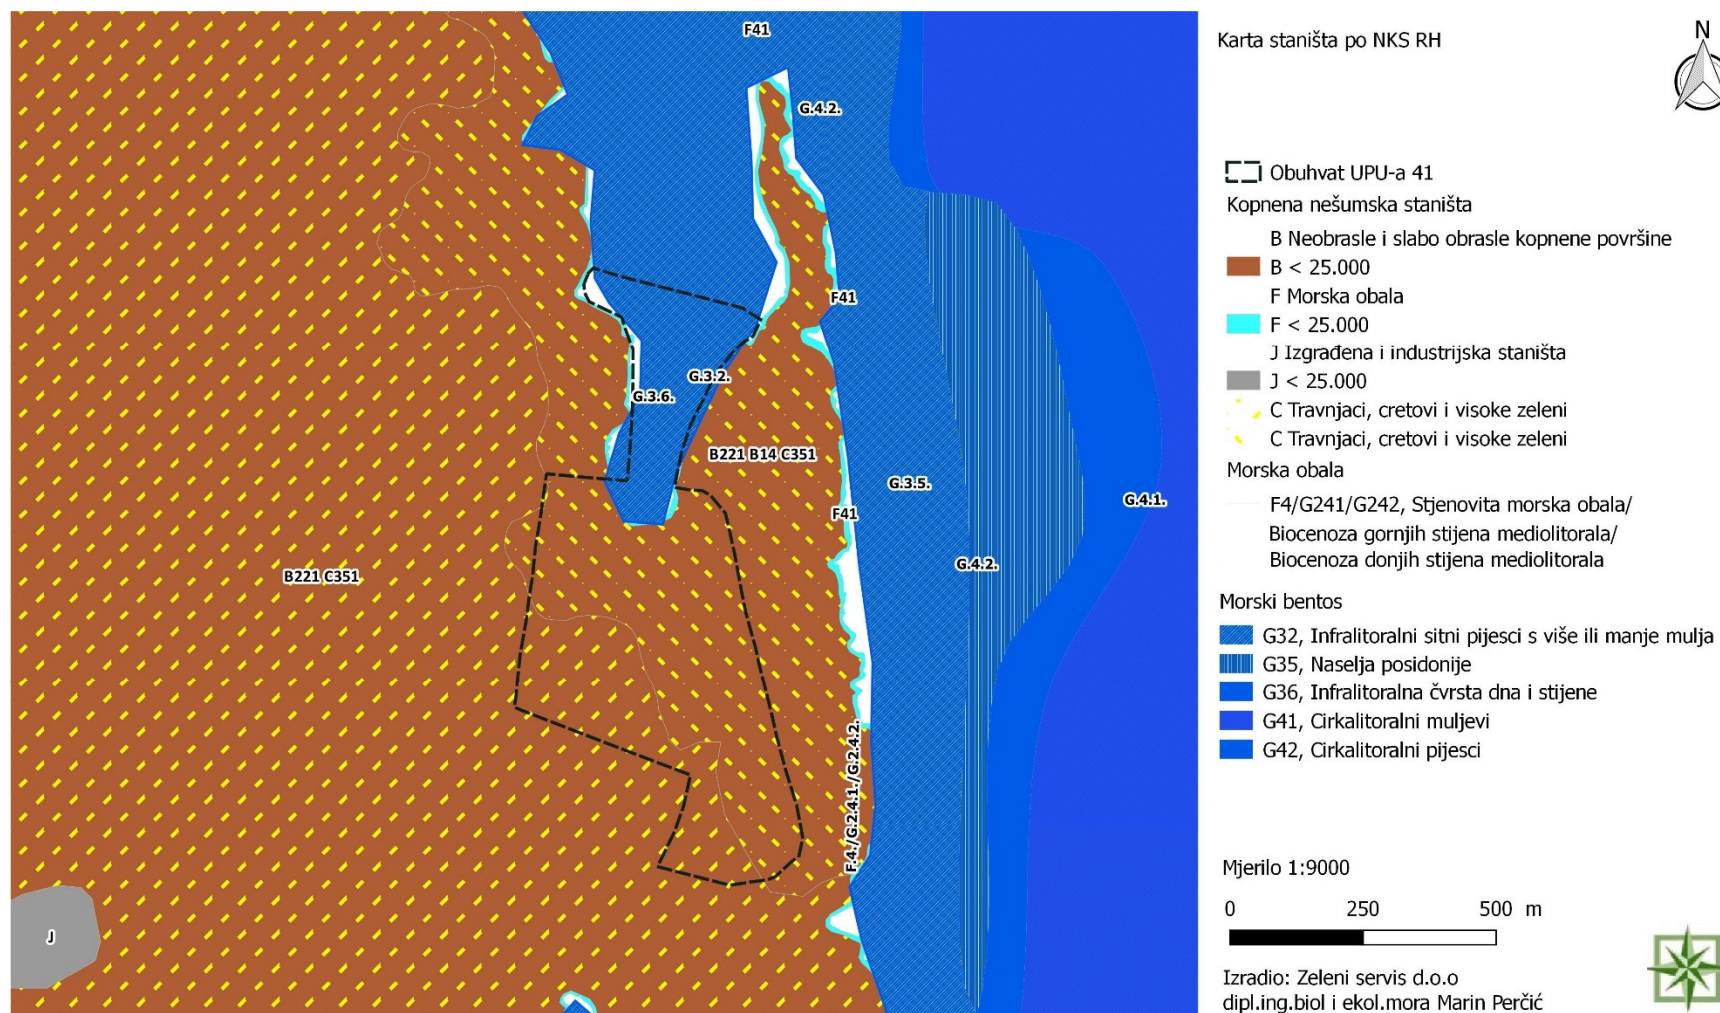 F41
G.4.2.
F41
G.3.2.
G.3.6.
B221 B14 C351
G.3.5.
G.4.1.
F41
G.4.2.
B221 C351
F.4./G.2.4.1./G.2.4.2.
J
Karta staništa po NKS RH
N
Obuhvat UPU-a 41
Kopnena nešumska staništa
B Neobrasle i slabo obrasle kopnene površine
B < 25.000
F Morska obala
F < 25.000
J Izgrađena i industrijska staništa
J < 25.000
C Travnjaci, cretovi i visoke zeleni
C Travnjaci, cretovi i visoke zeleni
Morska obala
F4/G241/G242, Stjenovita morska obala/
Biocenoza gornjih stijena mediolitorala/
Biocenoza donjih stijena mediolitorala
Morski bentos
G32, Infralitoralni sitni pijesci s više ili manje mulja
G35, Naselja posidonije
G36, Infralitoralna čvrsta dna i stijene
G41, Cirkalitoralni muljevi
G42, Cirkalitoralni pijesci
Mjerilo 1:9000
0 250 500 m
Izradio: Zeleni servis d.o.o
dipl.ing.biol i ekol.mora Marin Perčić